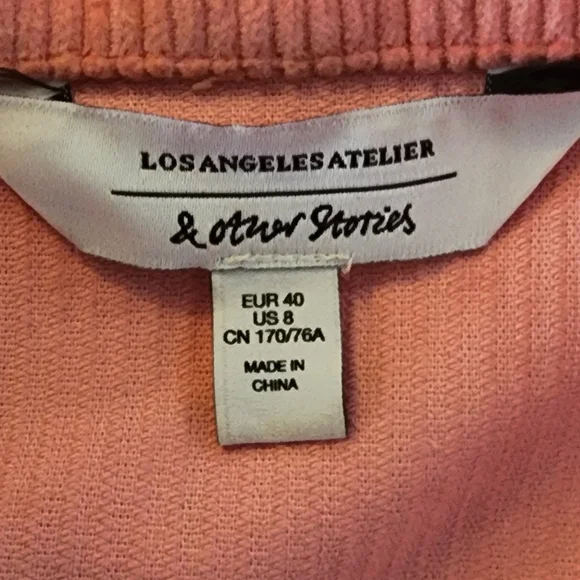 LOS ANGELES ATELIER
& other Stories
EUR 40
US 8
CN 170/76A
MADE IN
CHINA